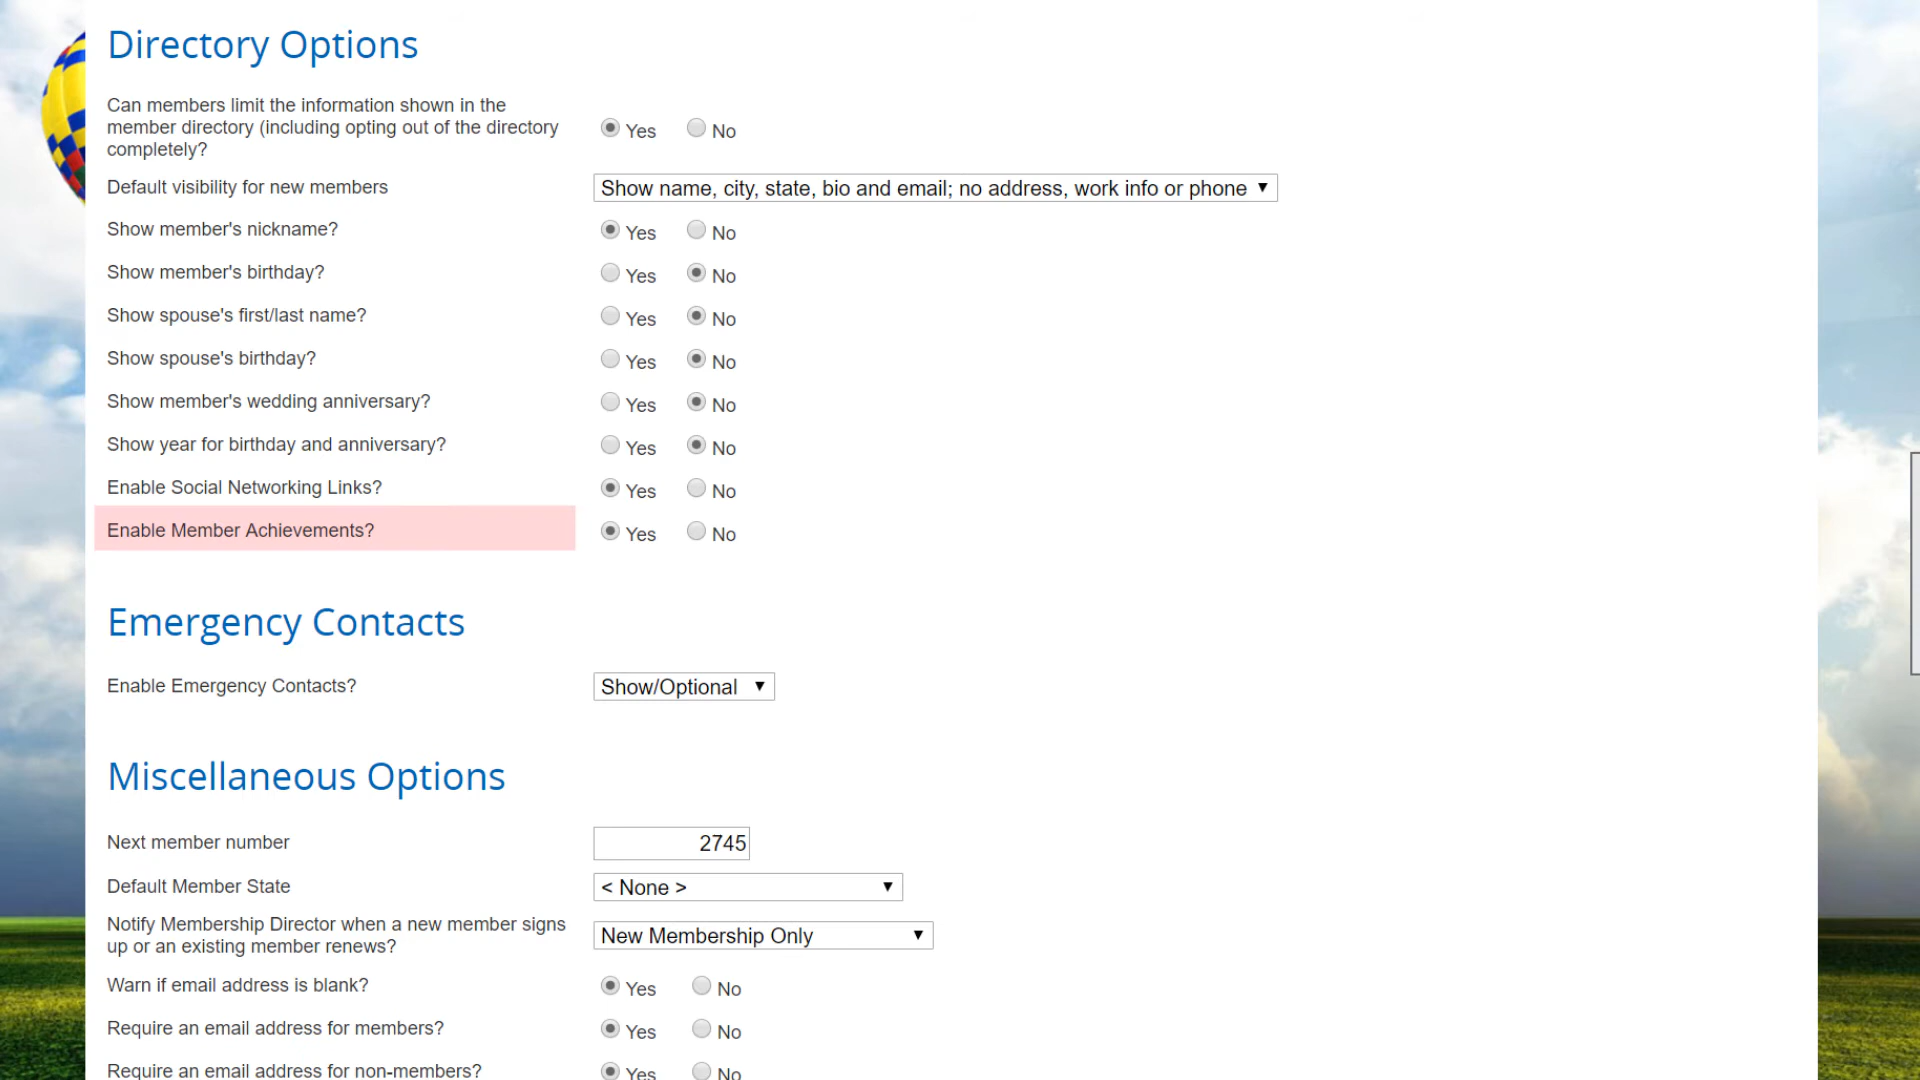 Directory Options
Can members limit the information shown in the
member directory (including opting out of the directory
completely?
Yes No
Default visibility for new members
Show name, city, state, bio and email; no address, work info or phone
Show member's nickname? Yes No
Show member's birthday? Yes No
Show spouse's first/last name? Yes No
Show spouse's birthday? Yes No
Show member's wedding anniversary? Yes No
Show year for birthday and anniversary? Yes No
Enable Social Networking Links? Yes No
Enable Member Achievements? Yes No
Emergency Contacts
Enable Emergency Contacts? Show/Optional
Miscellaneous Options
Next member number 2745
Default Member State < None >
Notify Membership Director when a new member signs
up or an existing member renews?
New Membership Only
Warn if email address is blank? Yes No
Require an email address for members? Yes No
Require an email address for non-members? Yes No